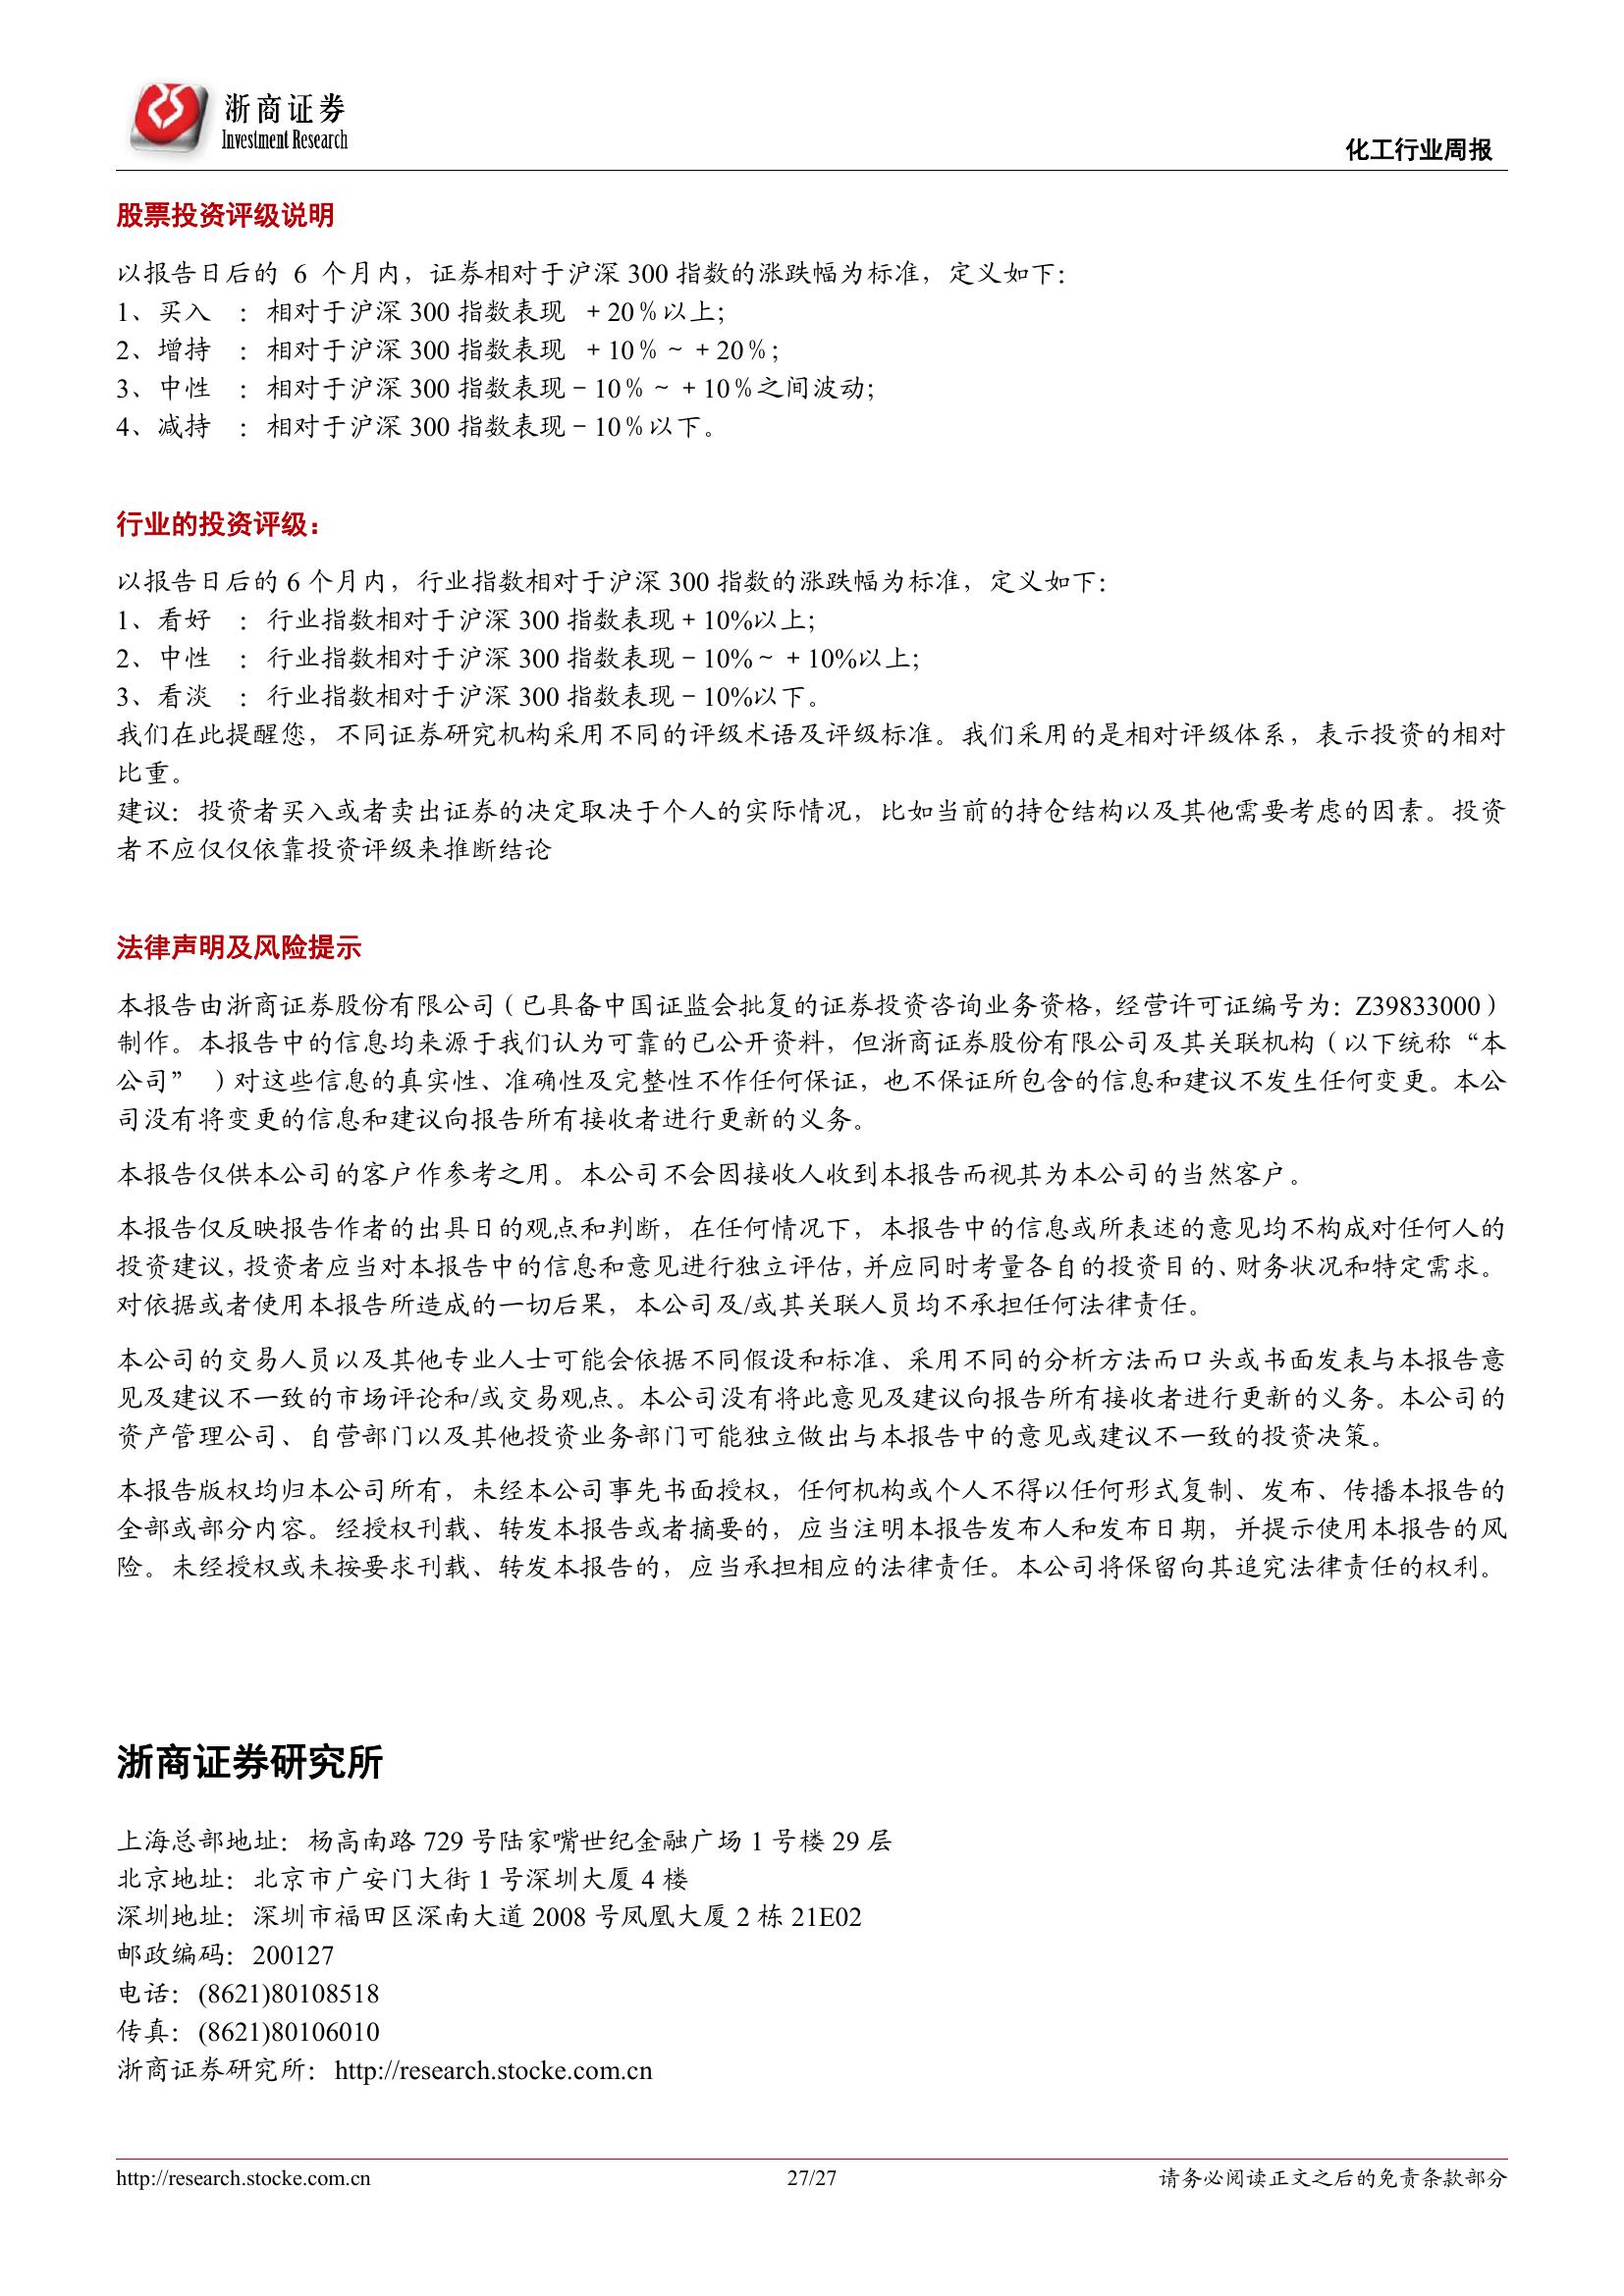 浙商证券
Investment Research
化工行业周报
股票投资评级说明
以报告日后的 6 个月内，证券相对于沪深 300 指数的涨跌幅为标准，定义如下：
1、买入 ：相对于沪深 300 指数表现 ＋20％以上；
2、增持 ：相对于沪深 300 指数表现 ＋10％～＋20％；
3、中性 ：相对于沪深 300 指数表现－10％～＋10％之间波动；
4、减持 ：相对于沪深 300 指数表现－10％以下。
行业的投资评级：
以报告日后的 6 个月内，行业指数相对于沪深 300 指数的涨跌幅为标准，定义如下：
1、看好 ：行业指数相对于沪深 300 指数表现＋10%以上；
2、中性 ：行业指数相对于沪深 300 指数表现－10%～＋10%以上；
3、看淡 ：行业指数相对于沪深 300 指数表现－10%以下。
我们在此提醒您，不同证券研究机构采用不同的评级术语及评级标准。我们采用的是相对评级体系，表示投资的相对
比重。
建议：投资者买入或者卖出证券的决定取决于个人的实际情况，比如当前的持仓结构以及其他需要考虑的因素。投资
者不应仅仅依靠投资评级来推断结论
法律声明及风险提示
本报告由浙商证券股份有限公司（已具备中国证监会批复的证券投资咨询业务资格，经营许可证编号为：Z39833000）
制作。本报告中的信息均来源于我们认为可靠的已公开资料，但浙商证券股份有限公司及其关联机构（以下统称“本
公司” ）对这些信息的真实性、准确性及完整性不作任何保证，也不保证所包含的信息和建议不发生任何变更。本公
司没有将变更的信息和建议向报告所有接收者进行更新的义务。
本报告仅供本公司的客户作参考之用。本公司不会因接收人收到本报告而视其为本公司的当然客户。
本报告仅反映报告作者的出具日的观点和判断，在任何情况下，本报告中的信息或所表述的意见均不构成对任何人的
投资建议，投资者应当对本报告中的信息和意见进行独立评估，并应同时考量各自的投资目的、财务状况和特定需求。
对依据或者使用本报告所造成的一切后果，本公司及/或其关联人员均不承担任何法律责任。
本公司的交易人员以及其他专业人士可能会依据不同假设和标准、采用不同的分析方法而口头或书面发表与本报告意
见及建议不一致的市场评论和/或交易观点。本公司没有将此意见及建议向报告所有接收者进行更新的义务。本公司的
资产管理公司、自营部门以及其他投资业务部门可能独立做出与本报告中的意见或建议不一致的投资决策。
本报告版权均归本公司所有，未经本公司事先书面授权，任何机构或个人不得以任何形式复制、发布、传播本报告的
全部或部分内容。经授权刊载、转发本报告或者摘要的，应当注明本报告发布人和发布日期，并提示使用本报告的风
险。未经授权或未按要求刊载、转发本报告的，应当承担相应的法律责任。本公司将保留向其追究法律责任的权利。
浙商证券研究所
上海总部地址：杨高南路 729 号陆家嘴世纪金融广场 1 号楼 29 层
北京地址：北京市广安门大街 1 号深圳大厦 4 楼
深圳地址：深圳市福田区深南大道 2008 号凤凰大厦 2 栋 21E02
邮政编码：200127
电话：(8621)80108518
传真：(8621)80106010
浙商证券研究所：http://research.stocke.com.cn
http://research.stocke.com.cn
27/27
请务必阅读正文之后的免责条款部分